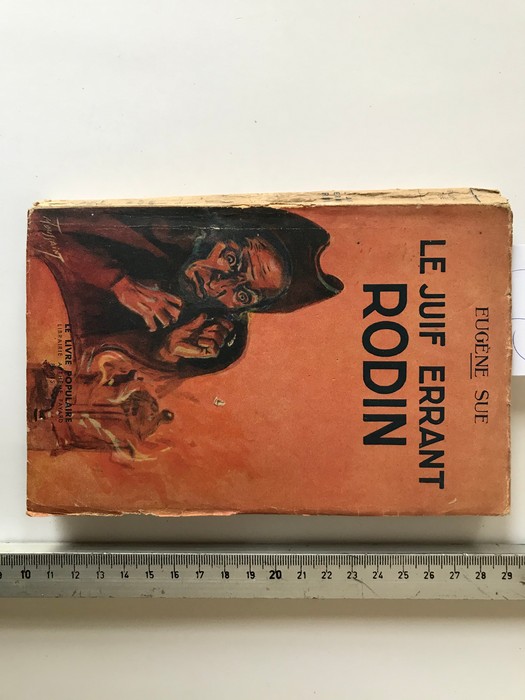 EUGÈNE SUE
LE JUIF ERRANT
RODIN
LE LIVRE POPULAIRE
LIBRAIRIE
10 11 12 13 14 15 16 17 18 19 20 21 22 23 24 25 26 27 28 29